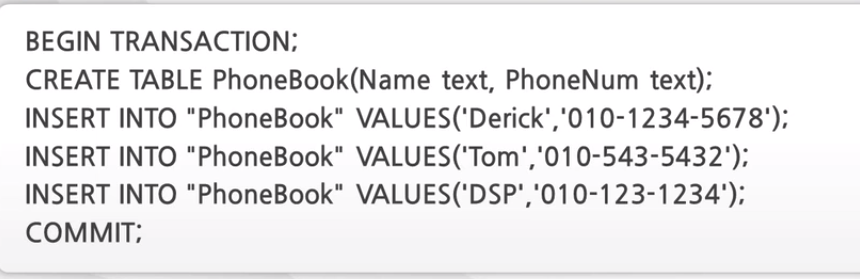 BEGIN TRANSACTION;
CREATE TABLE PhoneBook(Name text, PhoneNum text);
INSERT INTO "PhoneBook" VALUES('Derick','010-1234-5678');
INSERT INTO "PhoneBook" VALUES('Tom','010-543-5432');
INSERT INTO "PhoneBook" VALUES('DSP','010-123-1234');
COMMIT;